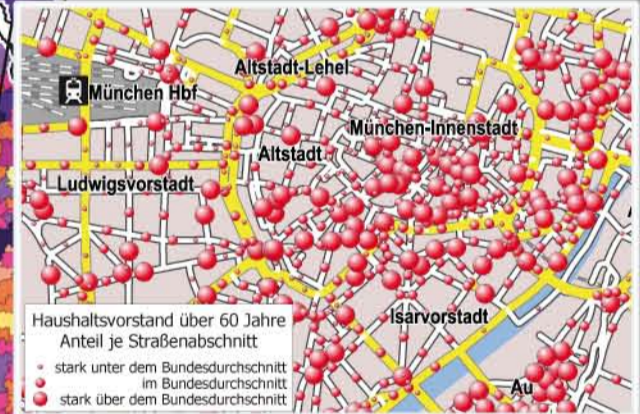 Altstadt-Lehel
München Hbf
München-Innenstadt
Altstadt
Ludwigsvorstadt
Isarvorstadt
Au
Haushaltsvorstand über 60 Jahre
Anteil je Straßenabschnitt
stark unter dem Bundesdurchschnitt
im Bundesdurchschnitt
stark über dem Bundesdurchschnitt